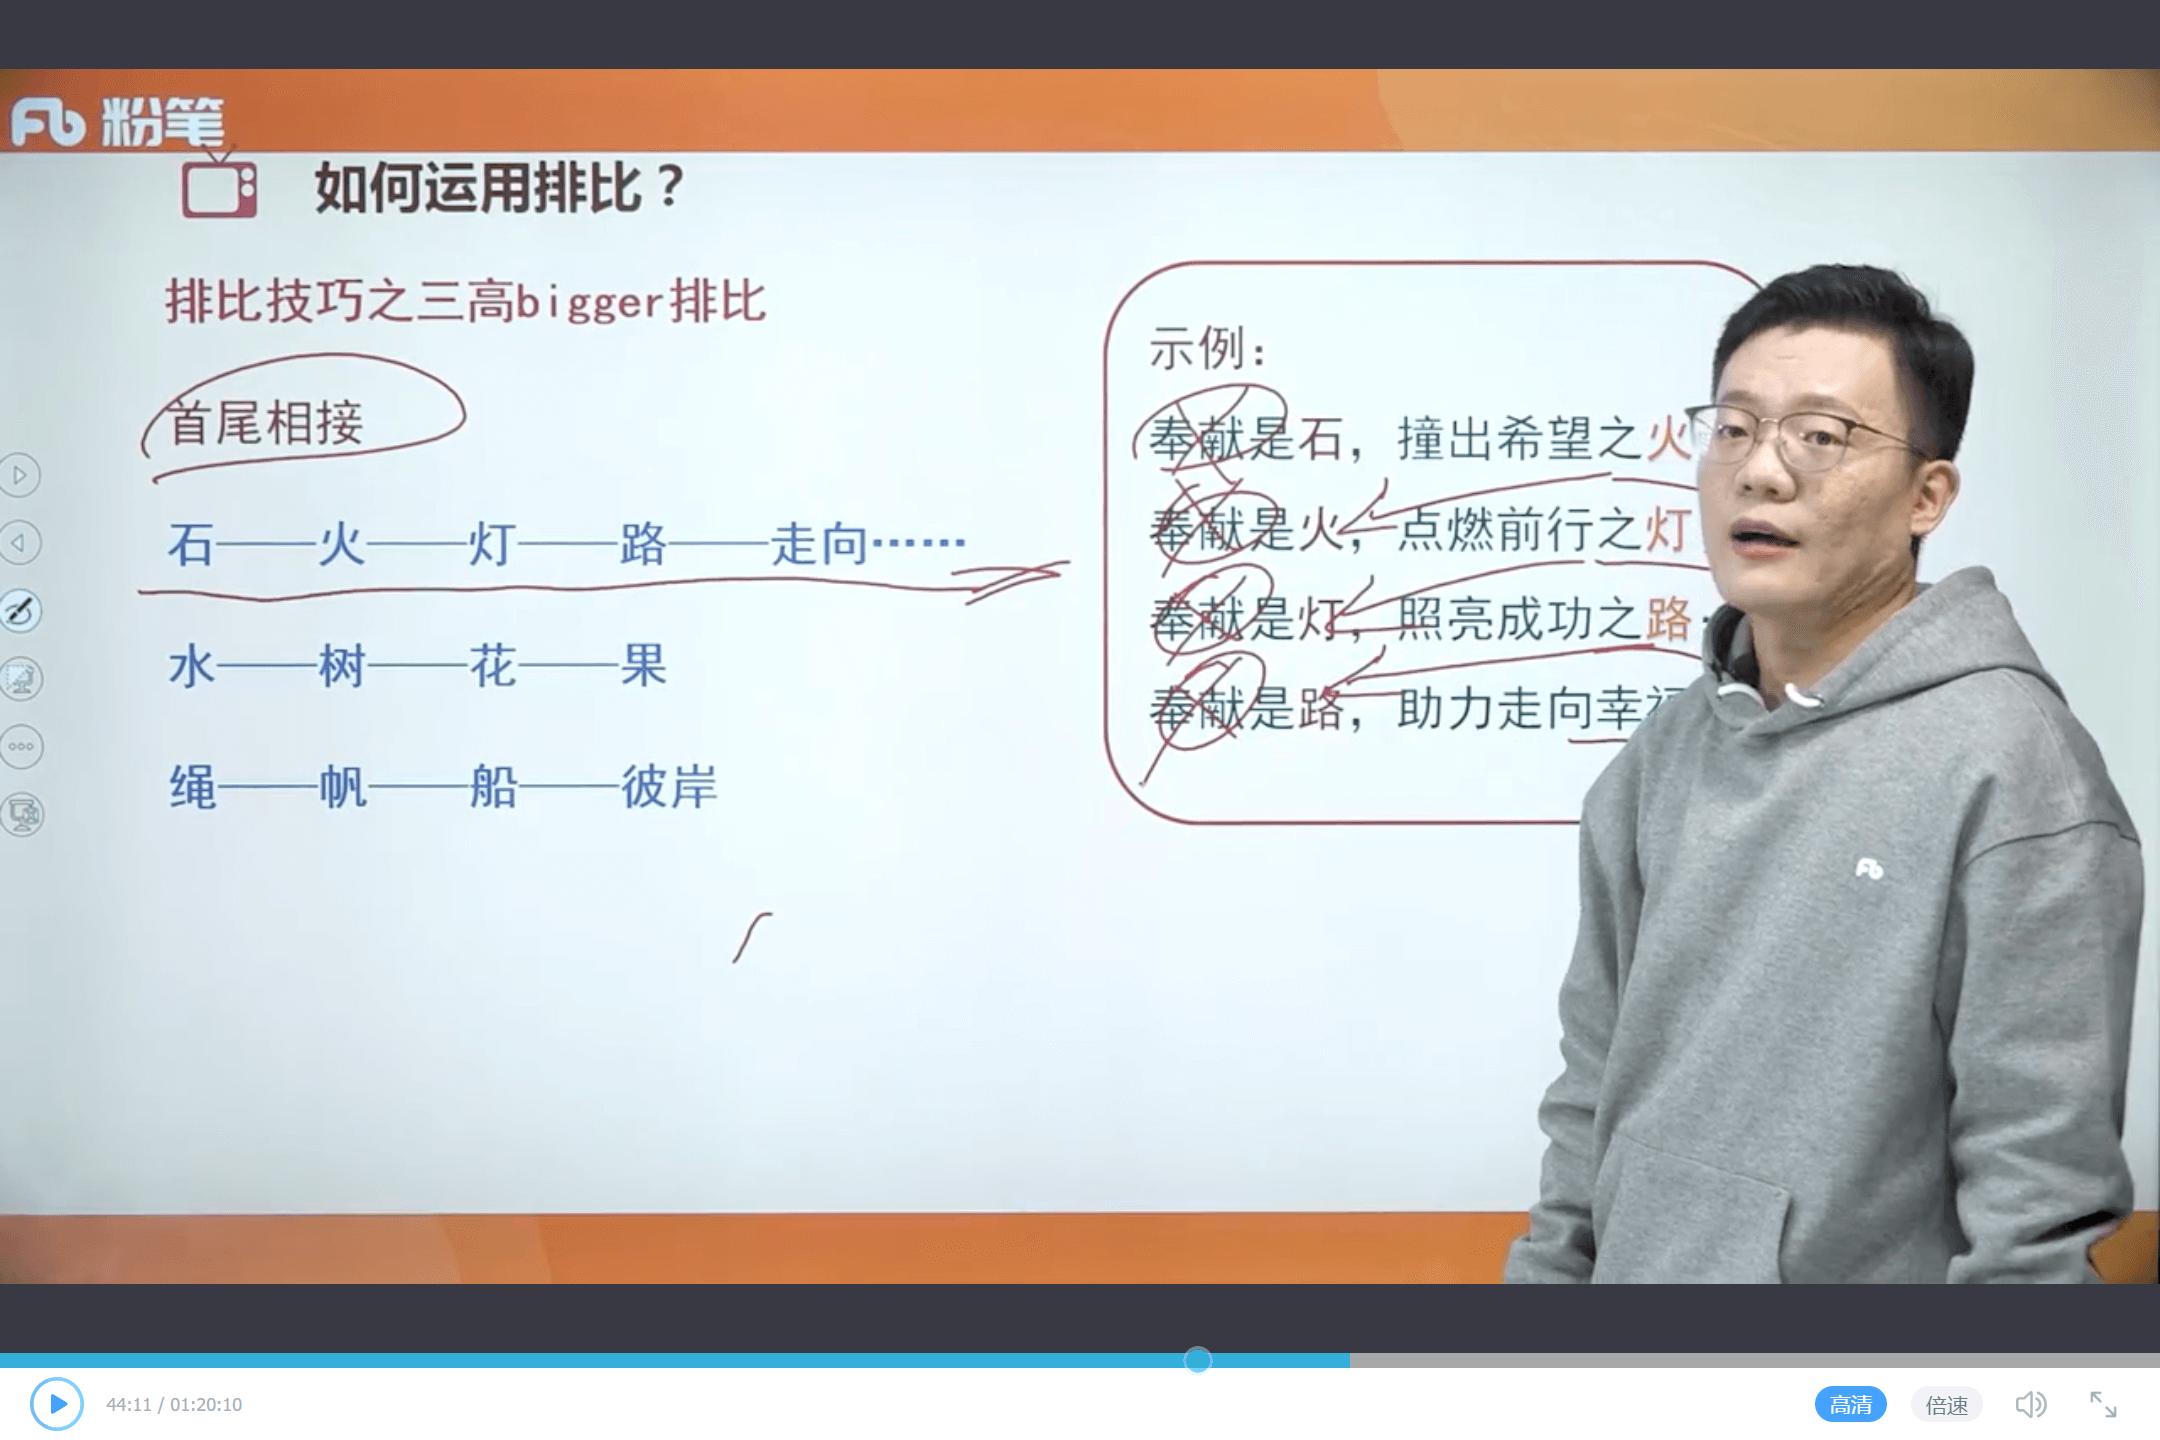 粉笔
如何运用排比？
排比技巧之三高bigger排比
首尾相接
石——火——灯——路——走向……
水——树——花——果
绳——帆——船——彼岸
示例：
奉献是石，撞出希望之火
奉献是火，点燃前行之灯
奉献是灯，照亮成功之路
奉献是路，助力走向幸
44:11 / 01:20:10
高清
倍速